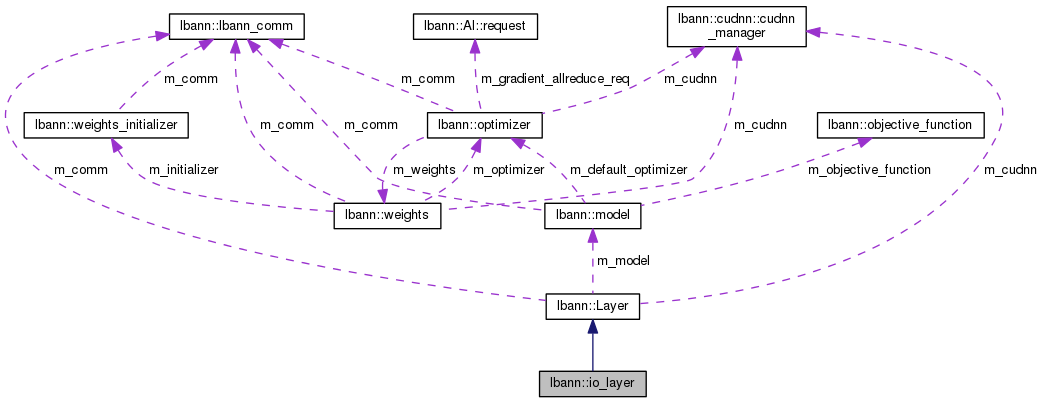 lbann::lbann_comm
lbann::Al::request
lbann::cudnn::cudnn
_manager
m_comm
m_comm
m_gradient_allreduce_req
m_cudnn
lbann::weights_initializer
m_comm
m_comm
lbann::optimizer
m_cudnn
lbann::objective_function
m_comm
m_initializer
m_weights
m_optimizer
m_default_optimizer
m_objective_function
m_cudnn
lbann::weights
lbann::model
m_model
lbann::Layer
lbann::io_layer